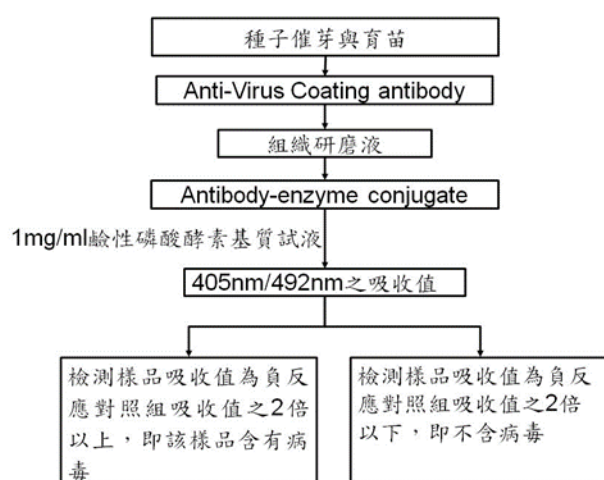 種子催芽與育苗
Anti-Virus Coating antibody
組織研磨液
Antibody-enzyme conjugate
1mg/ml鹼性磷酸酵素基質試液
405nm/492nm之吸收值
檢測樣品吸收值為負反
應對照組吸收值之2倍
以上，即該樣品含有病
毒
檢測樣品吸收值為負反
應對照組吸收值之2倍
以下，即不含病毒